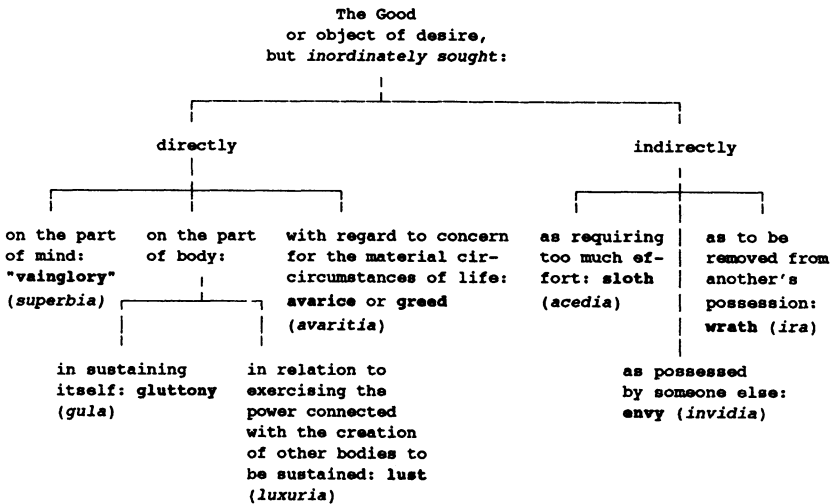 The Good
or object of desire,
but inordinately sought:
directly
indirectly
on the part
of mind:
"vainglory"
(superbia)
on the part
of body:
with regard to concern
for the material cir-
circumstances of life:
avarice or greed
(avaritia)
as requiring
too much ef-
fort: sloth
(acedia)
as to be
removed from
another's
possession:
wrath (ira)
in sustaining
itself: gluttony
(gula)
in relation to
exercising the
power connected
with the creation
of other bodies to
be sustained: lust
(luxuria)
as possessed
by someone else:
envy (invidia)